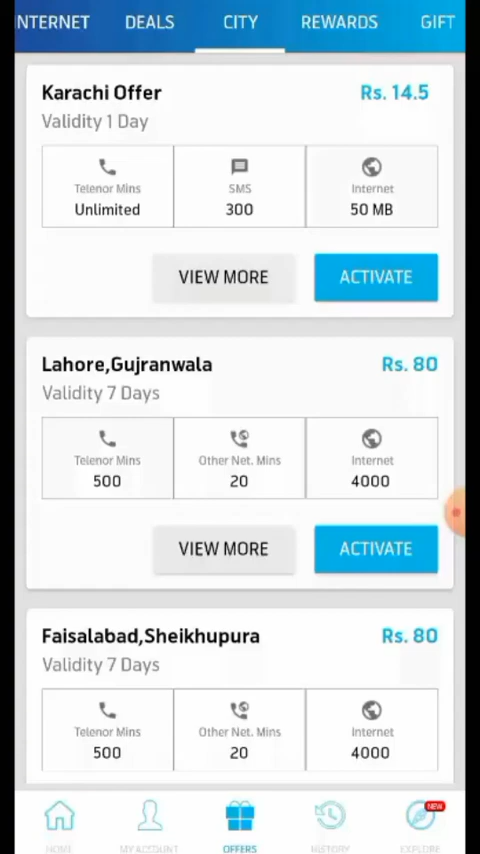 NTERNET DEALS CITY REWARDS GIFT
Karachi Offer Rs. 14.5
Validity 1 Day
Telenor Mins SMS Internet
Unlimited 300 50 MB
VIEW MORE ACTIVATE
Lahore,Gujranwala Rs. 80
Validity 7 Days
Telenor Mins Other Net. Mins Internet
500 20 4000
VIEW MORE ACTIVATE
Faisalabad,Sheikhupura Rs. 80
Validity 7 Days
Telenor Mins Other Net. Mins Internet
500 20 4000
NEW
HOME MY ACCOUNT OFFERS HISTORY EXPLORE